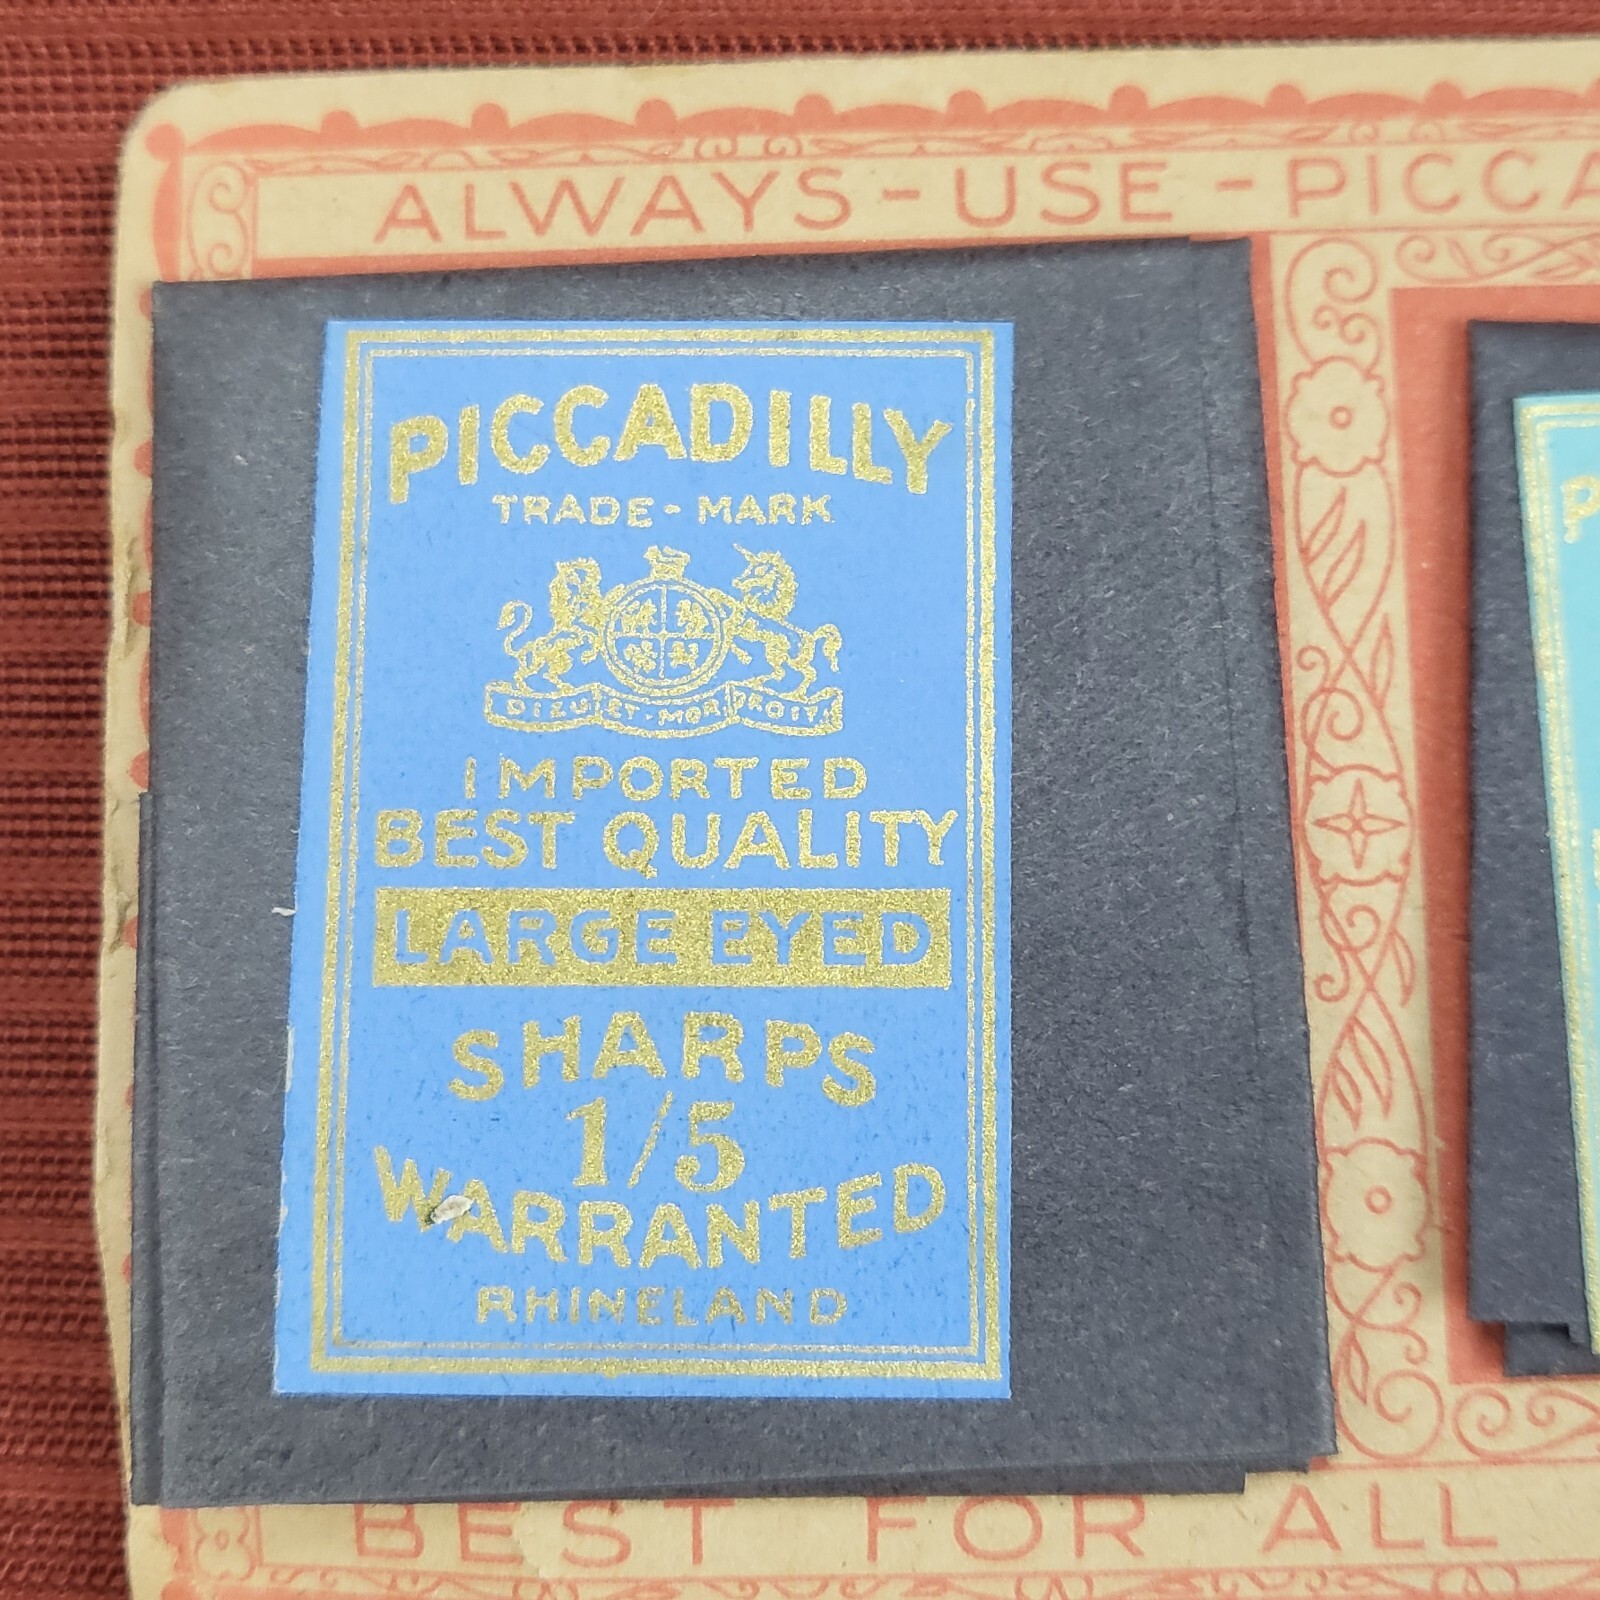 ALWAYS - USE - PICCA
PICCADILLY
TRADE - MARK
DIEU ET MON DROIT
IMPORTED
BEST QUALITY
LARGE EYED
SHARPS
1/5
WARRANTED
RHINELAND
P
BEST FOR ALL